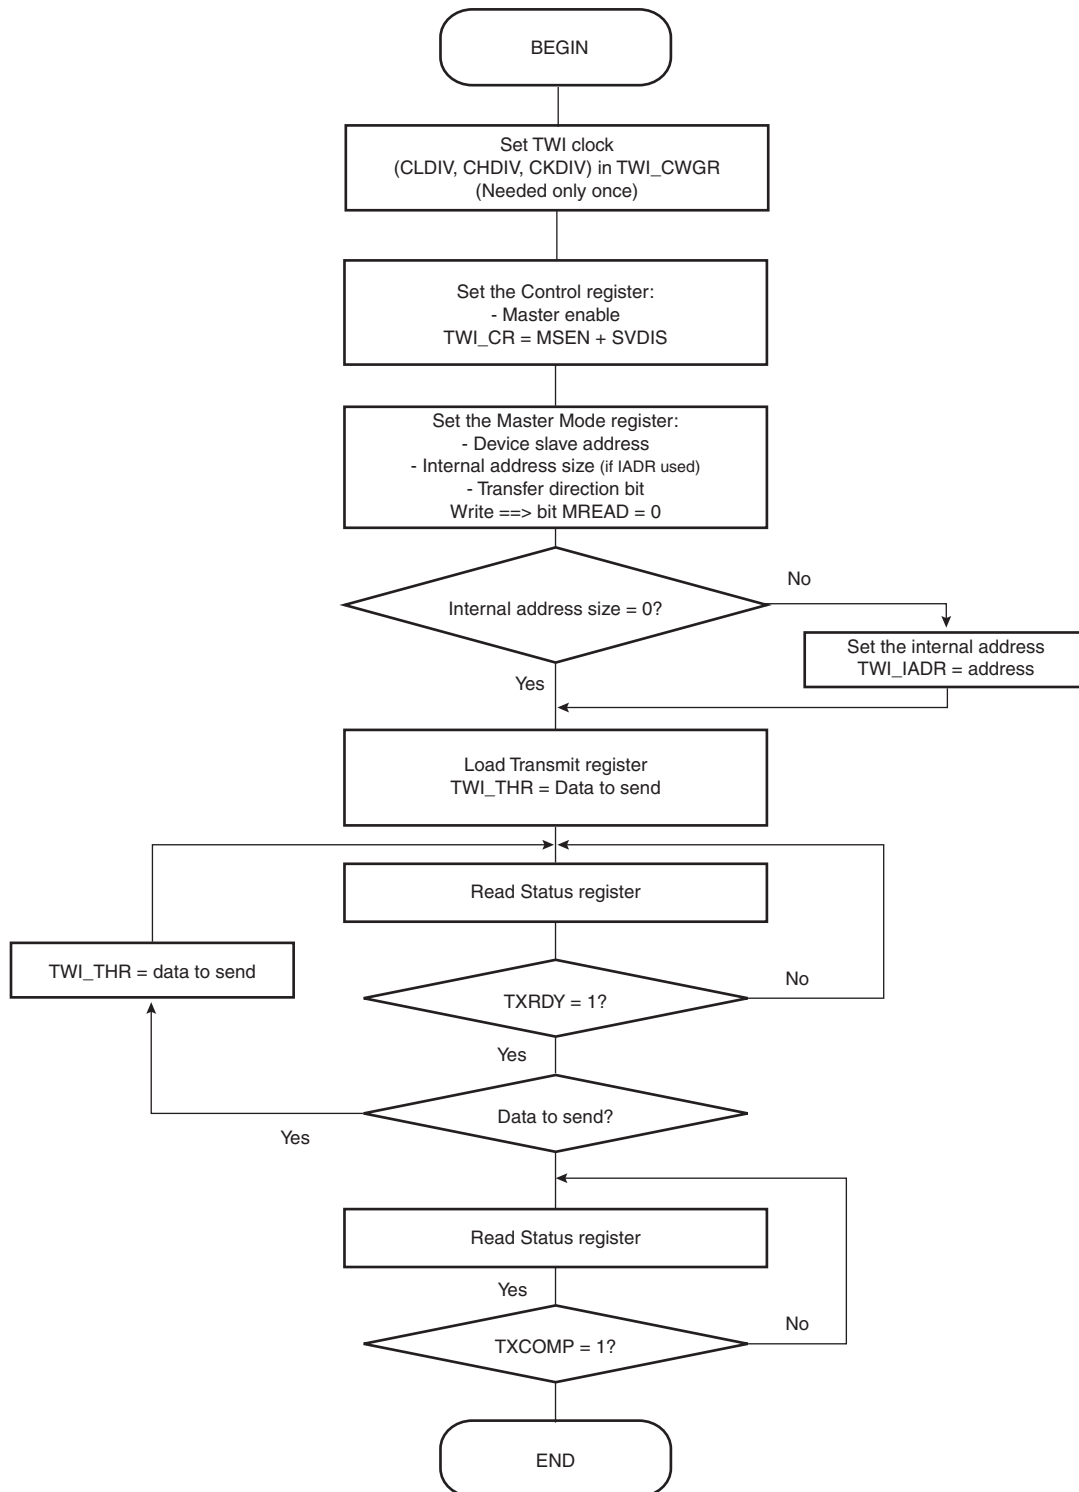 BEGIN
Set TWI clock
(CLDIV, CHDIV, CKDIV) in TWI_CWGR
(Needed only once)
Set the Control register:
- Master enable
TWI_CR = MSEN + SVDIS
Set the Master Mode register:
- Device slave address
- Internal address size (if IADR used)
- Transfer direction bit
Write ==> bit MREAD = 0
No
Internal address size = 0?
Set the internal address
TWI_IADR = address
Yes
Load Transmit register
TWI_THR = Data to send
Read Status register
TWI_THR = data to send
No
TXRDY = 1?
Yes
Data to send?
Yes
Read Status register
Yes
No
TXCOMP = 1?
END